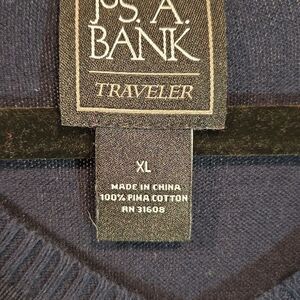 JOS. A.
BANK
TRAVELER
XL
MADE IN CHINA
100% PIMA COTTON
RN 31608